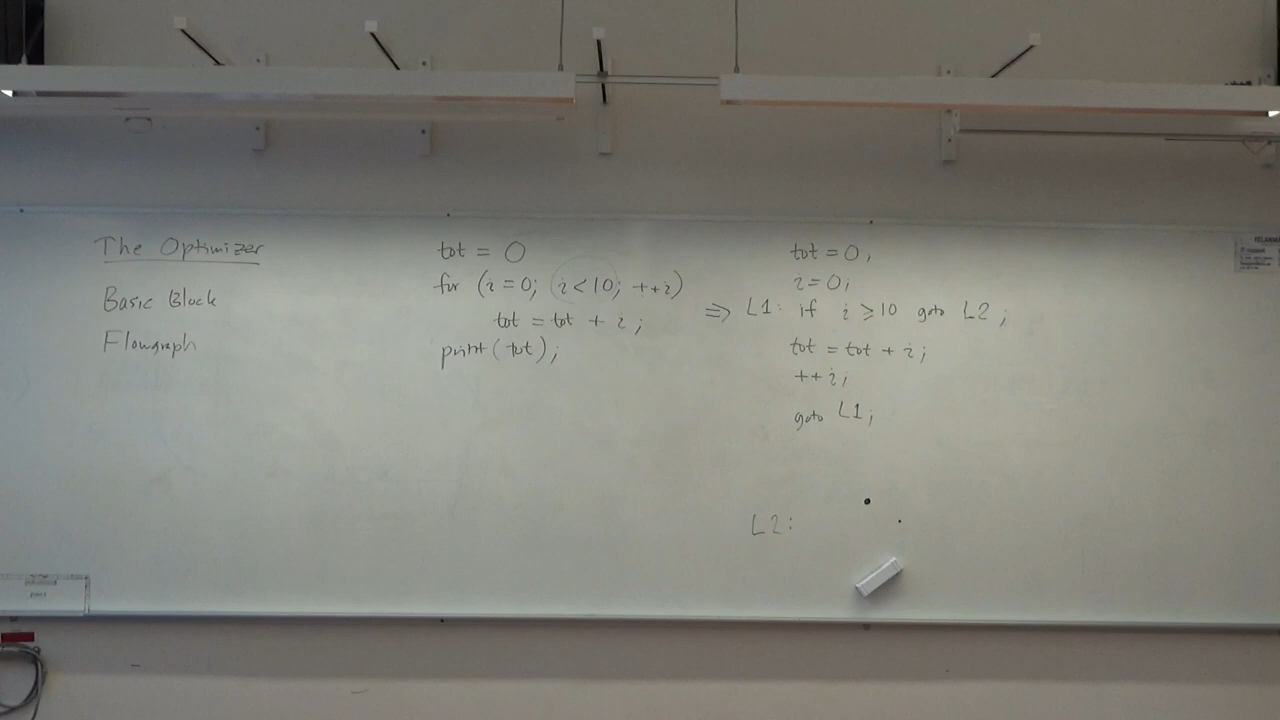 The Optimizer
Basic Block
Flowgraph
tot = 0
for (i=0; i<10; ++i)
tot = tot + i;
print(tot);
⇒
tot = 0;
i=0;
L1: if i ≥10 goto L2;
tot = tot + i;
++i;
goto L1;
L2: